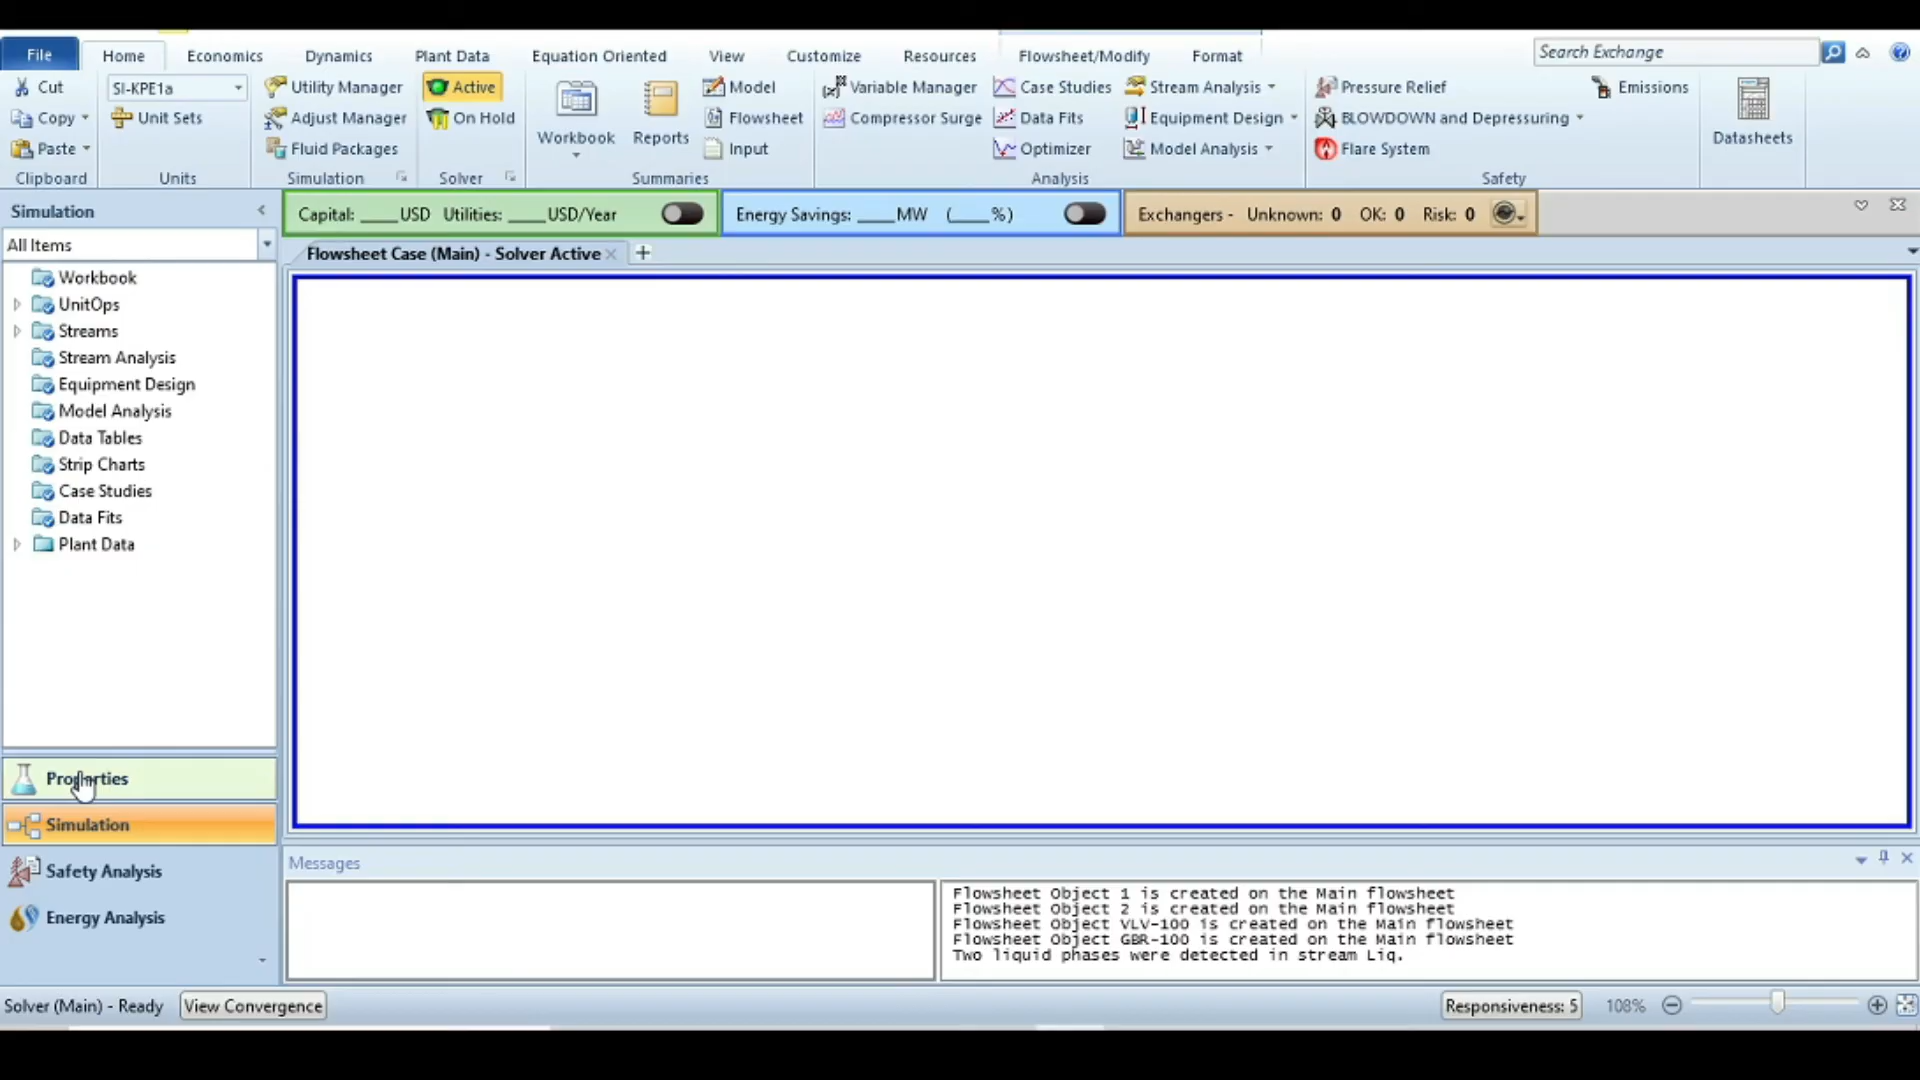 File Home Economics Dynamics Plant Data Equation Oriented View Customize Resources Flowsheet/Modify Format Search Exchange
Cut SI-KPE1a Utility Manager Active Model Variable Manager Case Studies Stream Analysis Pressure Relief Emissions
Copy Unit Sets Adjust Manager On Hold Workbook Reports Flowsheet Compressor Surge Data Fits Equipment Design BLOWDOWN and Depressuring Datasheets
Paste Fluid Packages Input Optimizer Model Analysis Flare System
Clipboard Units Simulation Solver Summaries Analysis Safety
Simulation Capital: ____USD Utilities: ____USD/Year Energy Savings: ____MW (____%) Exchangers - Unknown: 0 OK: 0 Risk: 0
All Items
Flowsheet Case (Main) - Solver Active
Workbook
UnitOps
Streams
Stream Analysis
Equipment Design
Model Analysis
Data Tables
Strip Charts
Case Studies
Data Fits
Plant Data
Properties
Simulation
Safety Analysis
Energy Analysis
Messages
Flowsheet Object 1 is created on the Main flowsheet
Flowsheet Object 2 is created on the Main flowsheet
Flowsheet Object VLV-100 is created on the Main flowsheet
Flowsheet Object GBR-100 is created on the Main flowsheet
Two liquid phases were detected in stream Liq.
Solver (Main) - Ready View Convergence Responsiveness: 5 108%